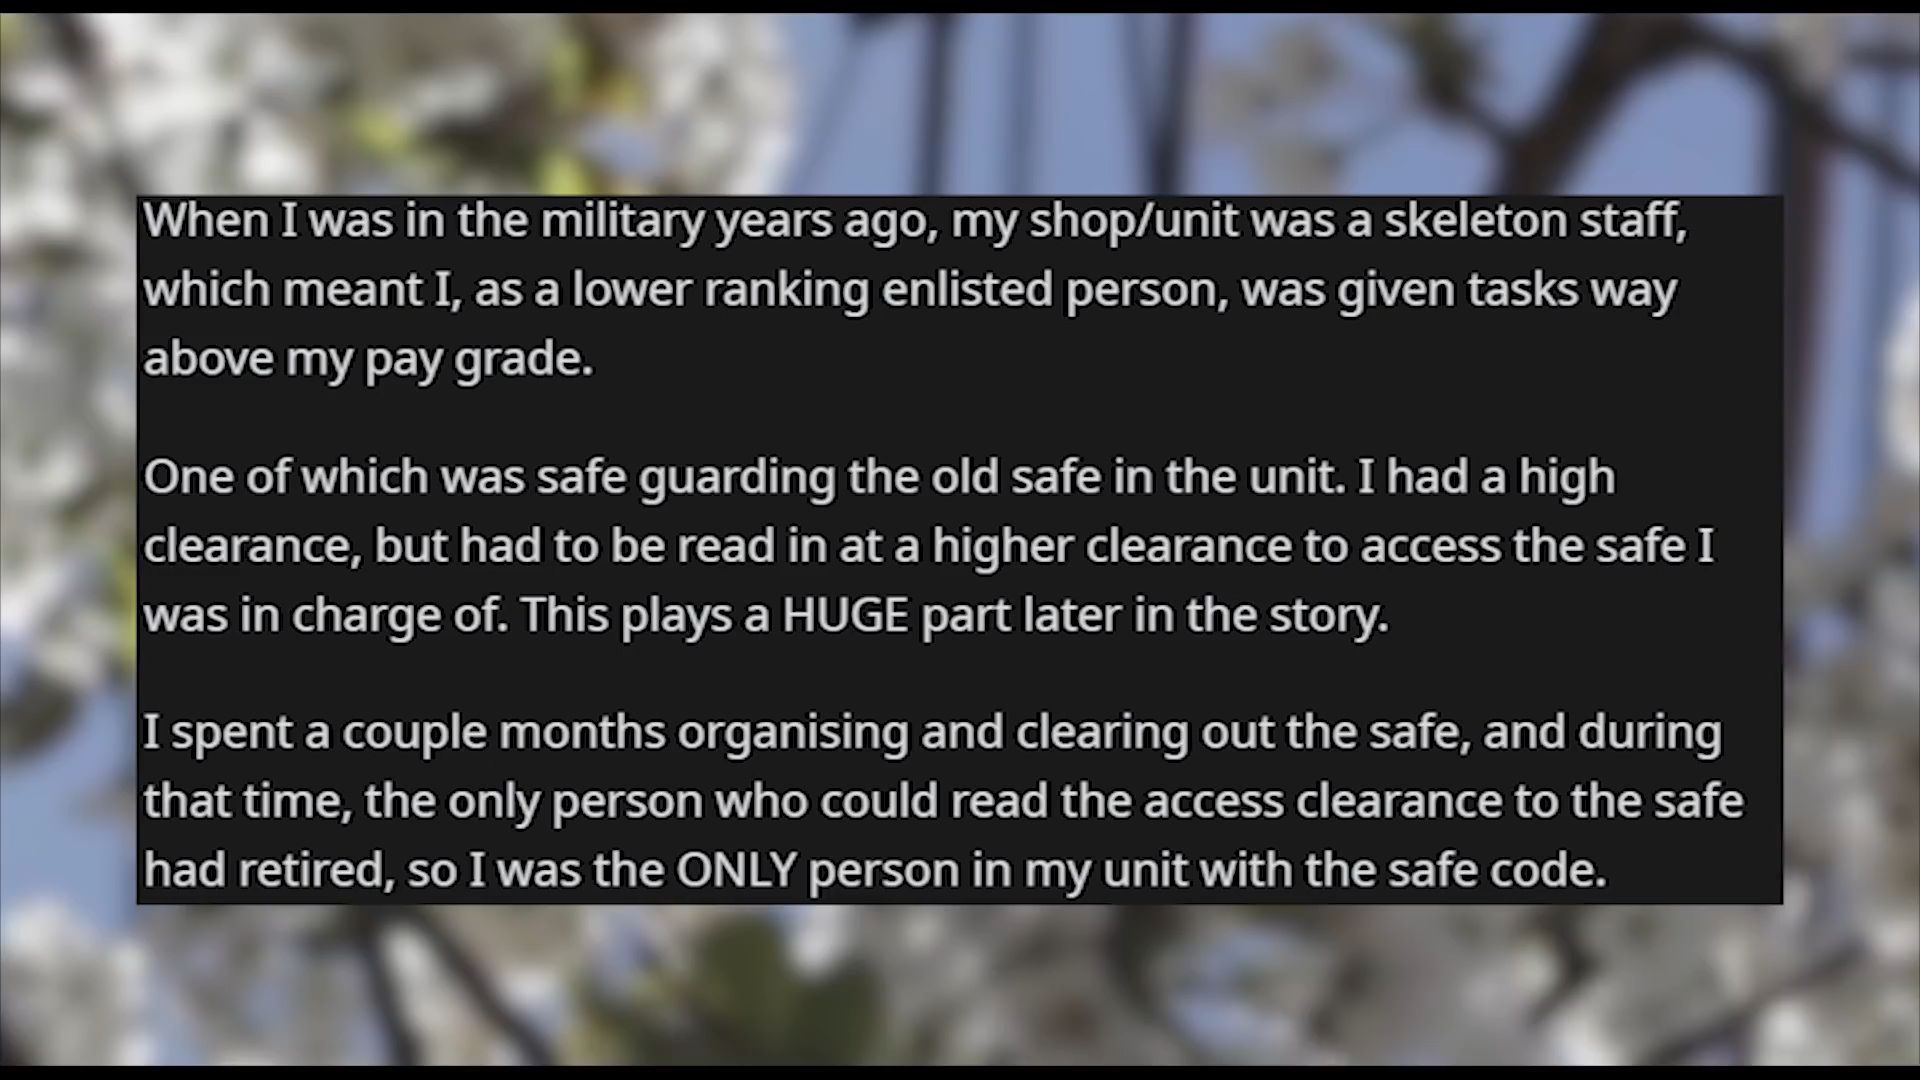 When I was in the military years ago, my shop/unit was a skeleton staff,
which meant I, as a lower ranking enlisted person, was given tasks way
above my pay grade.
One of which was safe guarding the old safe in the unit. I had a high
clearance, but had to be read in at a higher clearance to access the safe I
was in charge of. This plays a HUGE part later in the story.
I spent a couple months organising and clearing out the safe, and during
that time, the only person who could read the access clearance to the safe
had retired, so I was the ONLY person in my unit with the safe code.